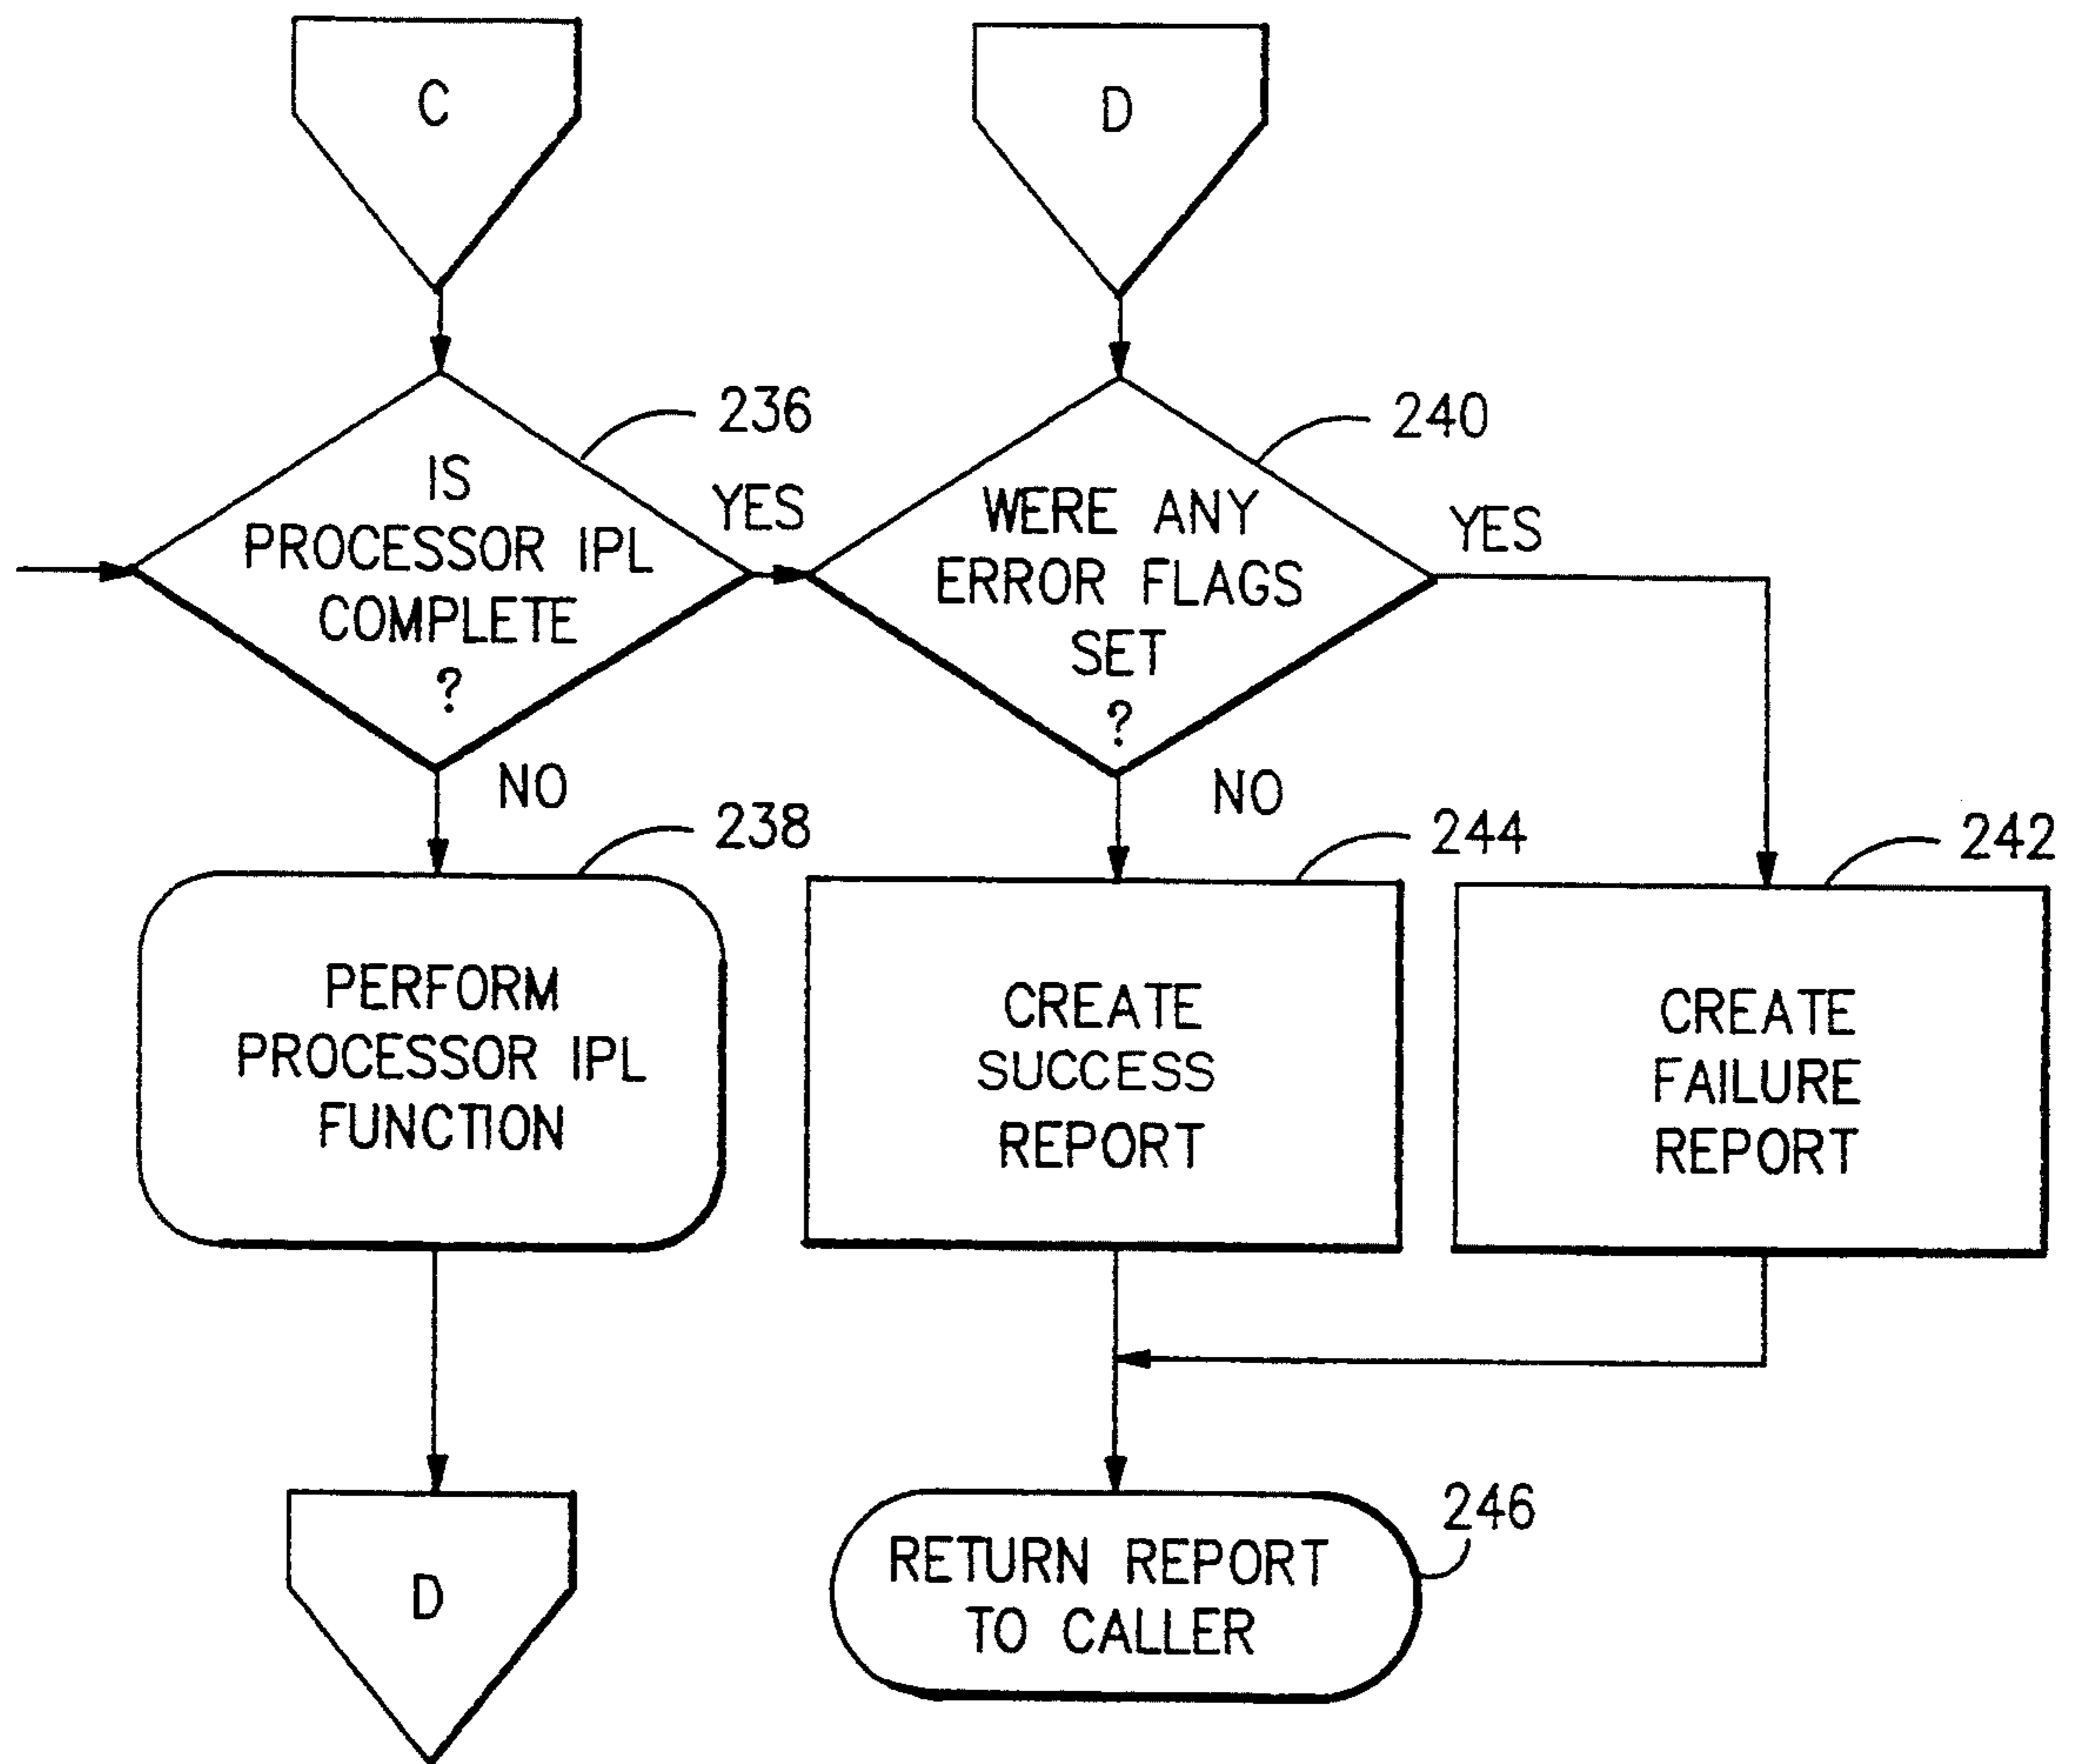 C
D
236
IS
PROCESSOR IPL
COMPLETE
?
YES
NO
240
WERE ANY
ERROR FLAGS
SET
?
YES
NO
238
PERFORM
PROCESSOR IPL
FUNCTION
244
CREATE
SUCCESS
REPORT
242
CREATE
FAILURE
REPORT
D
246
RETURN REPORT
TO CALLER